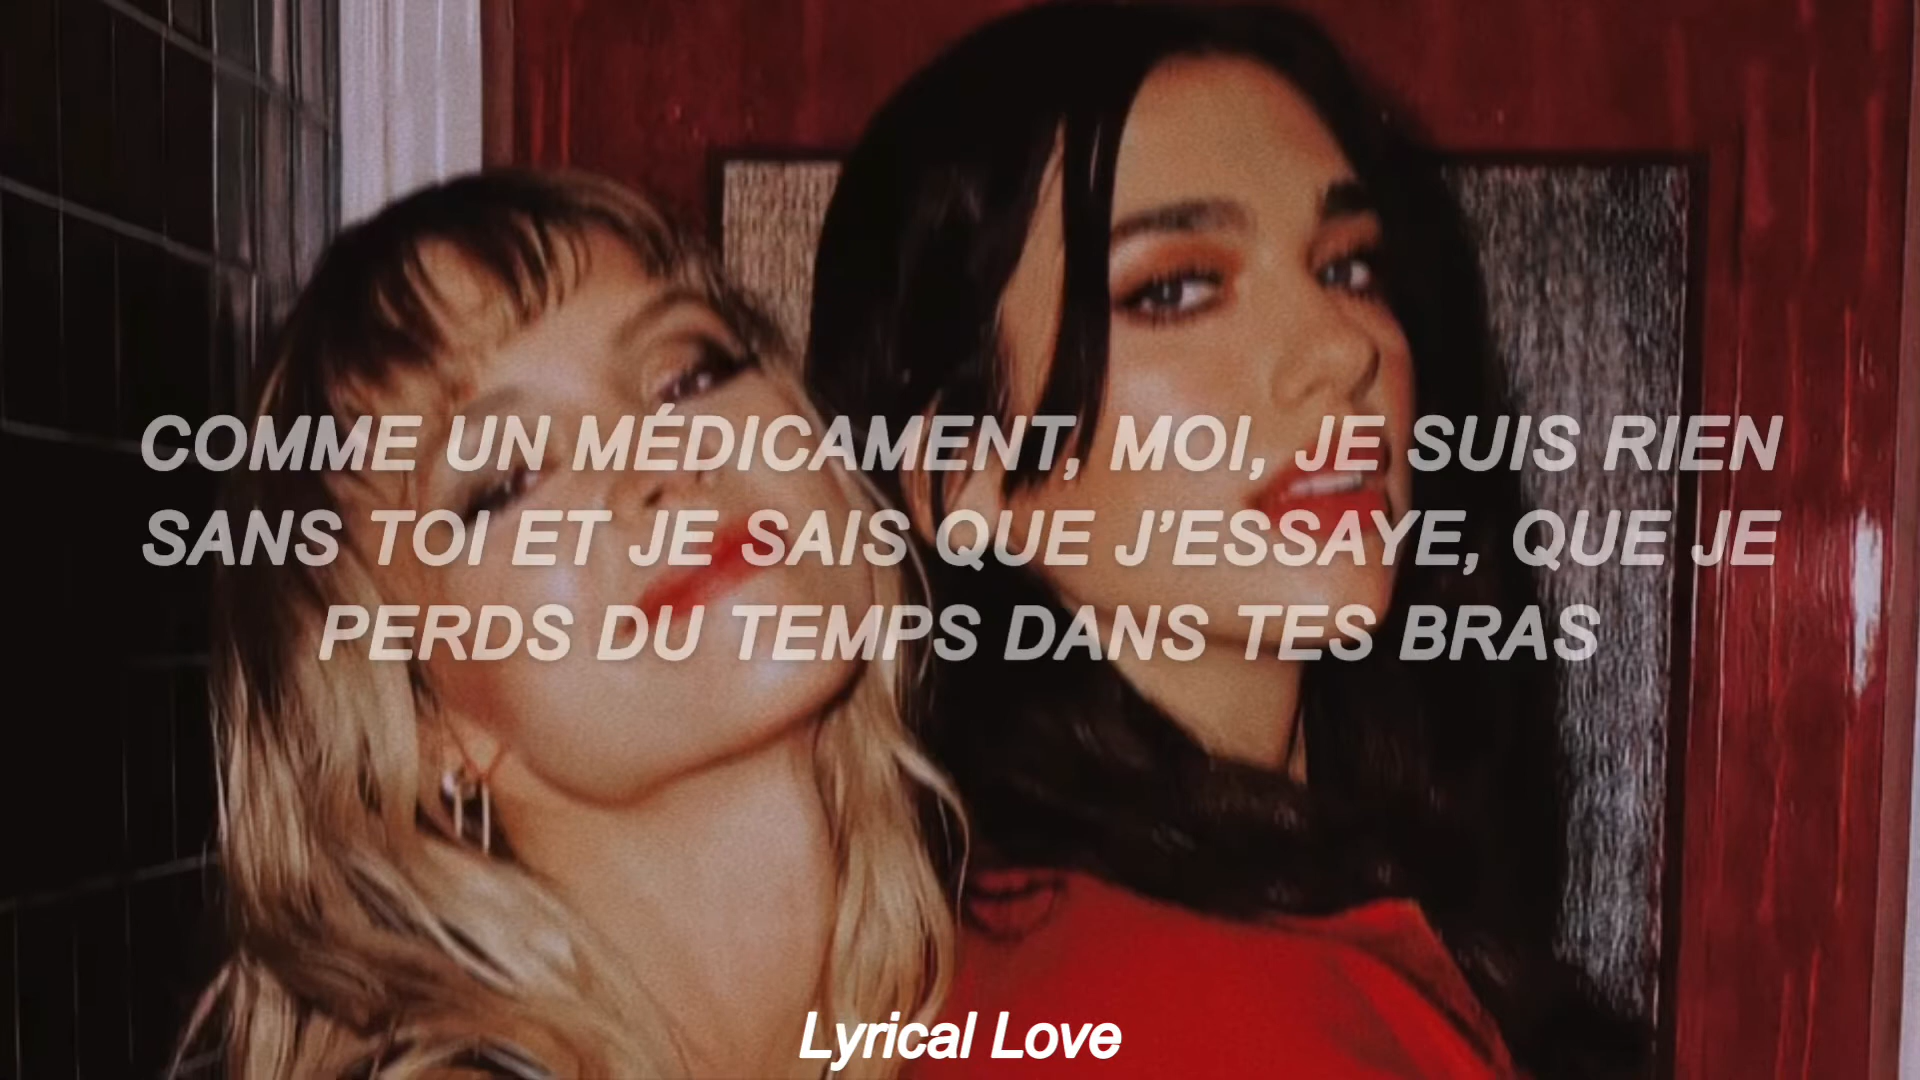 COMME UN MÉDICAMENT, MOI, JE SUIS RIEN
SANS TOI ET JE SAIS QUE J’ESSAYE, QUE JE
PERDS DU TEMPS DANS TES BRAS
Lyrical Love